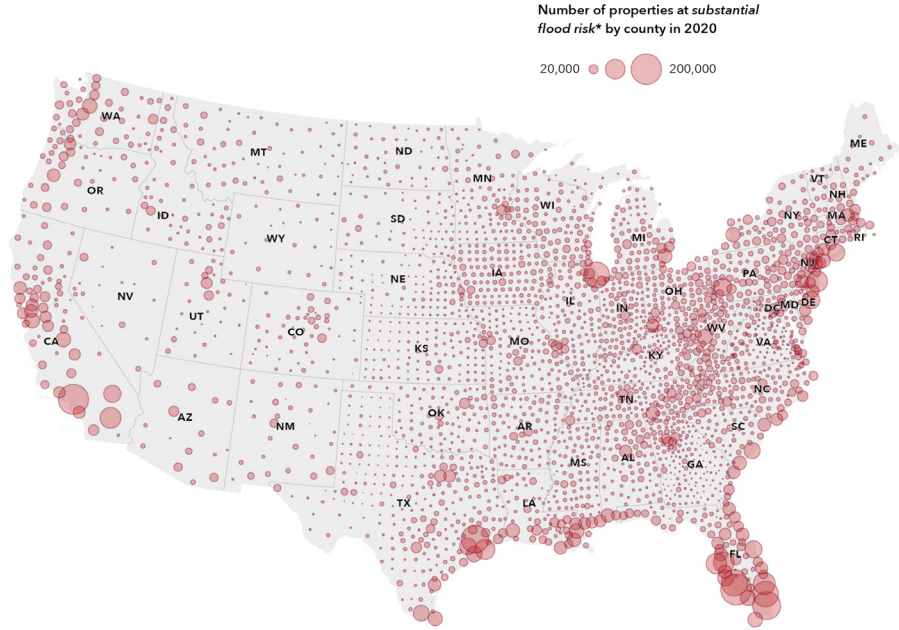 Number of properties at substantial
flood risk* by county in 2020
20,000 200,000
WA
ME
MT
ND
MN
VT
NH
OR
ID
SD
WI
NY
MA
MI
CT
RI
WY
NJ
IA
PA
NE
OH
NV
IL
IN
DC
MD
DE
UT
CO
WV
CA
KS
MO
VA
KY
NC
TN
AZ
NM
OK
AR
SC
MS
AL
GA
TX
LA
FL